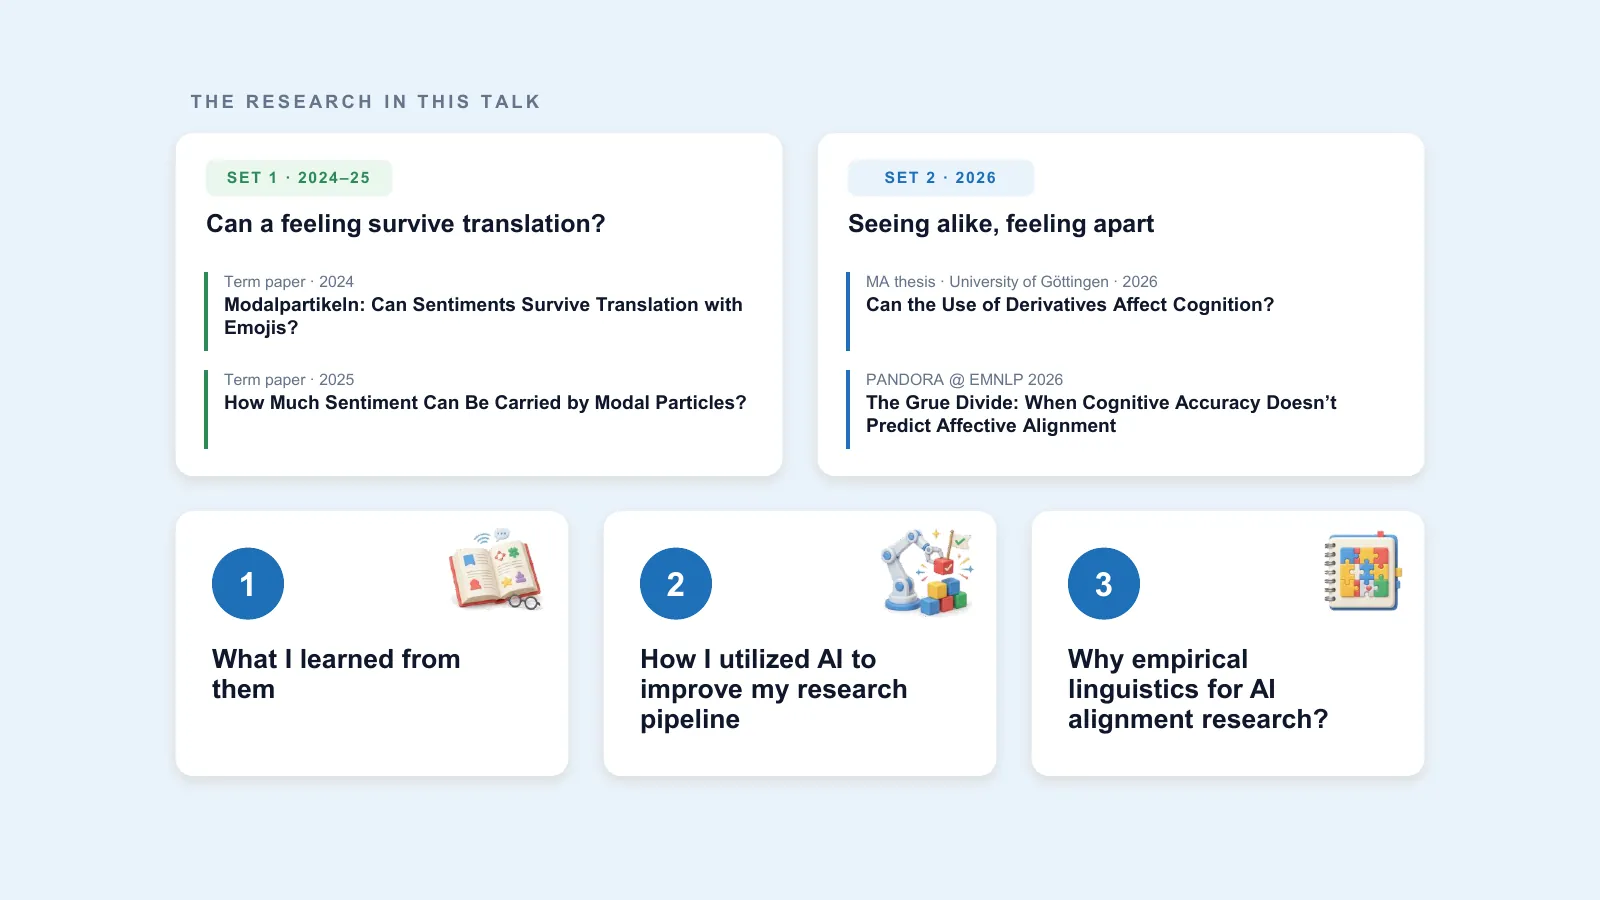 THE RESEARCH IN THIS TALK
SET 1 · 2024–25
Can a feeling survive translation?
Term paper · 2024
Modalpartikeln: Can Sentiments Survive Translation with
Emojis?
Term paper · 2025
How Much Sentiment Can Be Carried by Modal Particles?
SET 2 · 2026
Seeing alike, feeling apart
MA thesis · University of Göttingen · 2026
Can the Use of Derivatives Affect Cognition?
PANDORA @ EMNLP 2026
The Grue Divide: When Cognitive Accuracy Doesn’t
Predict Affective Alignment
1
What I learned from
them
2
How I utilized AI to
improve my research
pipeline
3
Why empirical
linguistics for AI
alignment research?